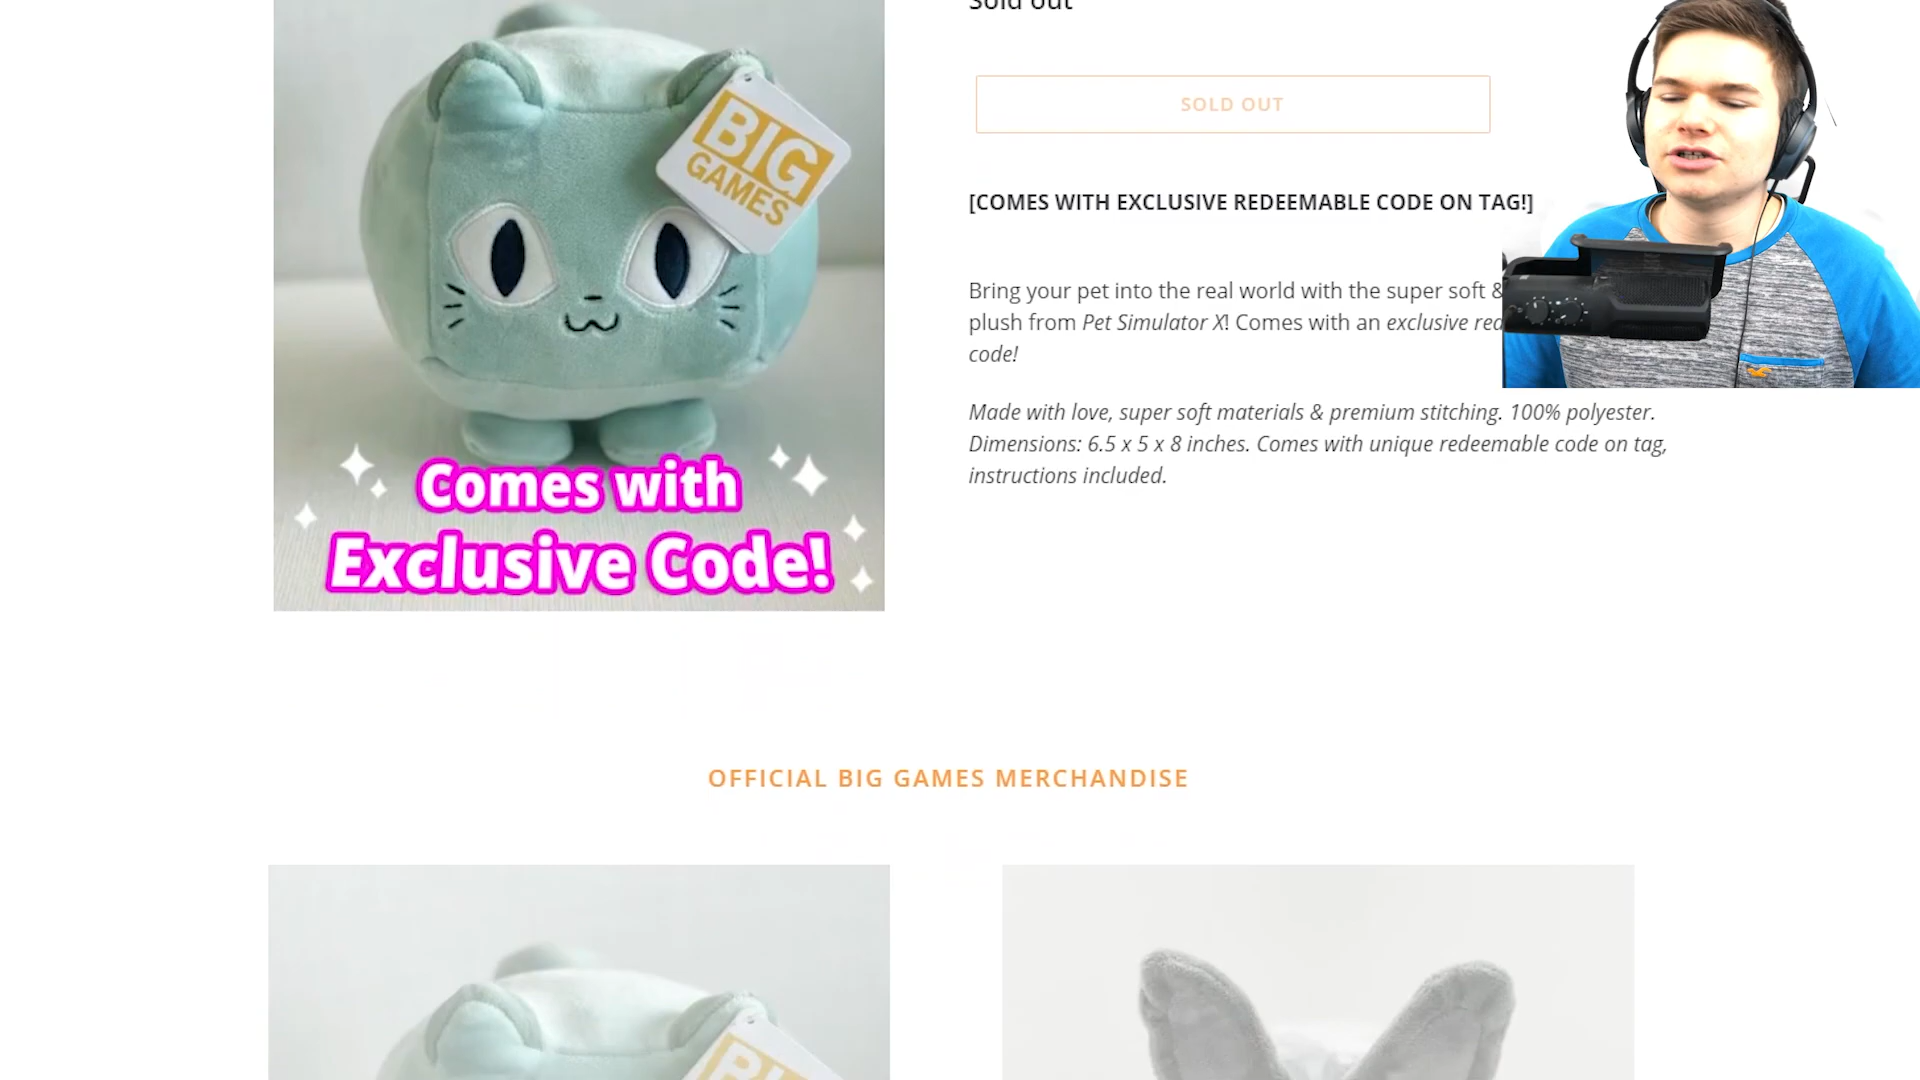 Sold out
SOLD OUT
BIG
GAMES
[COMES WITH EXCLUSIVE REDEEMABLE CODE ON TAG!]
Bring your pet into the real world with the super soft &
plush from Pet Simulator X! Comes with an exclusive
code!
Made with love, super soft materials & premium stitching. 100% polyester.
Dimensions: 6.5 x 5 x 8 inches. Comes with unique redeemable code on tag,
instructions included.
Comes with
Exclusive Code!
OFFICIAL BIG GAMES MERCHANDISE